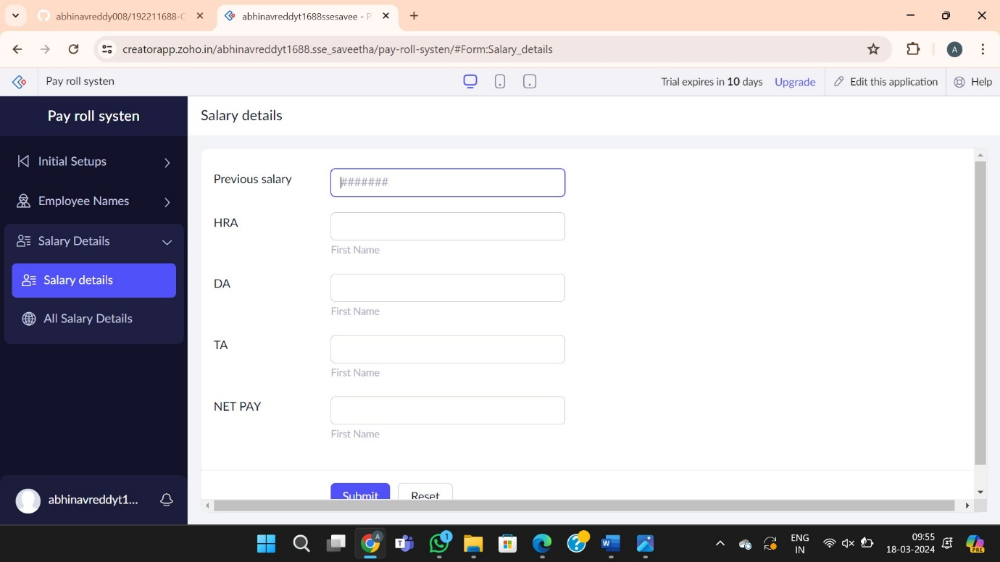 abhinavreddy008/192211688-C
abhinavreddyt1688ssesavee - P
creatorapp.zoho.in/abhinavreddyt1688.sse_saveetha/pay-roll-systen/#Form:Salary_details
A
Pay roll systen
Trial expires in 10 days
Upgrade
Edit this application
Help
Pay roll systen
Salary details
Initial Setups
Employee Names
Salary Details
Salary details
All Salary Details
Previous salary
#######
HRA
First Name
DA
First Name
TA
First Name
NET PAY
First Name
Submit
Reset
abhinavreddyt1...
A
T
1
?
W
ENG
IN
09:55
18-03-2024
PRE